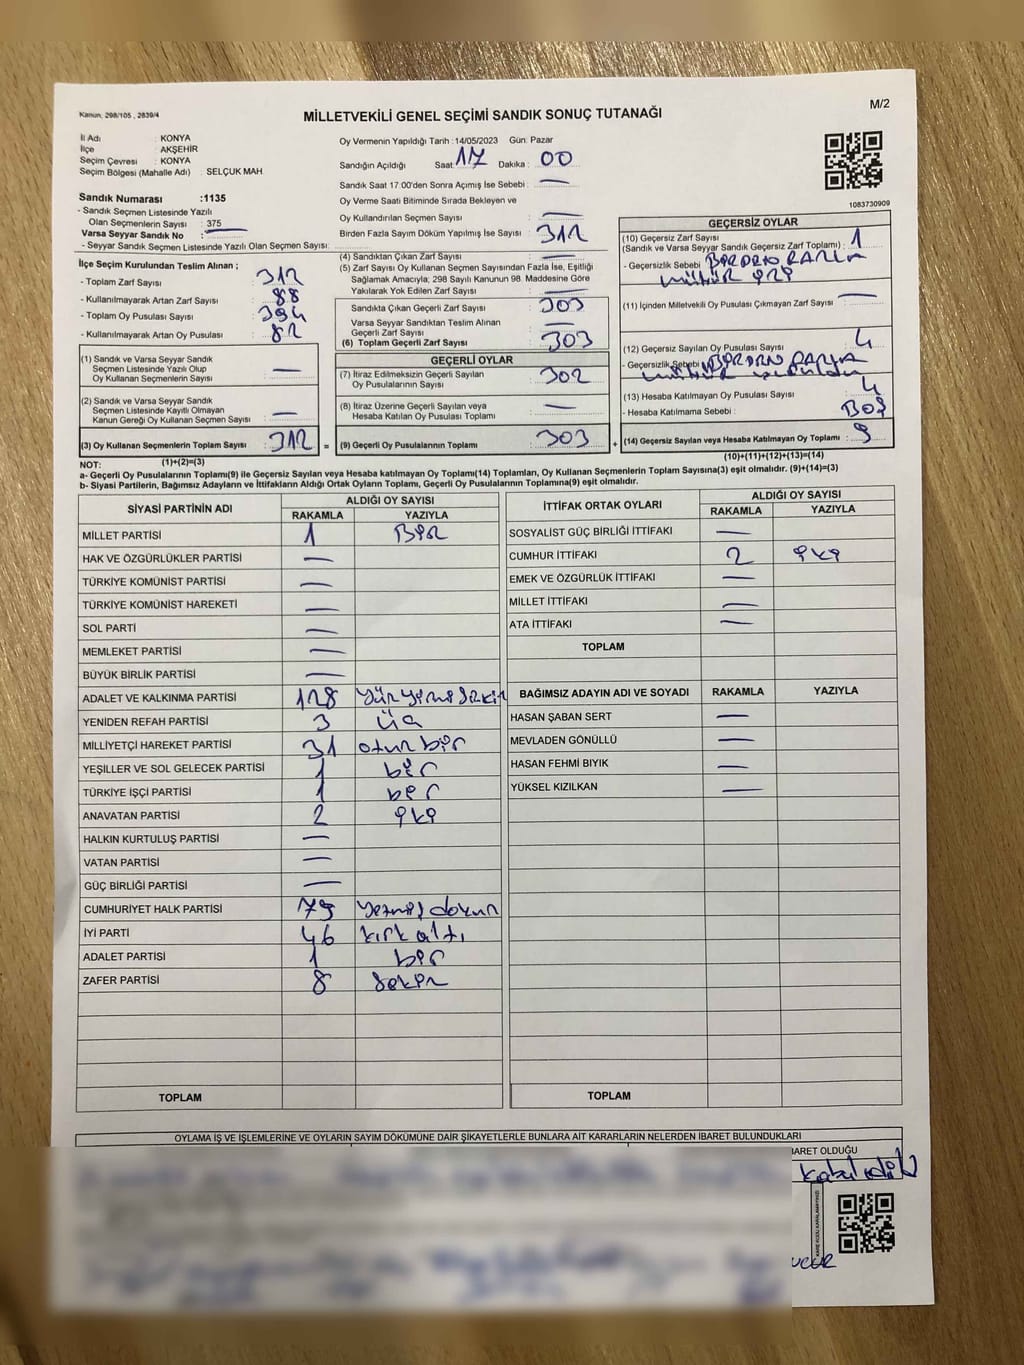 Kanun, 298/105 , 2839/4
MİLLETVEKİLİ GENEL SEÇİMİ SANDIK SONUÇ TUTANAĞI
M/2
İl Adı : KONYA
İlçe : AKŞEHİR
Seçim Çevresi : KONYA
Seçim Bölgesi (Mahalle Adı) : SELÇUK MAH
Oy Vermenin Yapıldığı Tarih : 14/05/2023 Gün: Pazar
Sandığın Açıldığı Saat : 17 Dakika : 00
Sandık Saat 17:00'den Sonra Açımış İse Sebebi : —
Oy Verme Saati Bitiminde Sırada Bekleyen ve
Oy Kullandırılan Seçmen Sayısı : —
Birden Fazla Sayım Döküm Yapılmış İse Sayısı : 312
1083730909
Sandık Numarası :1135
- Sandık Seçmen Listesinde Yazılı
Olan Seçmenlerin Sayısı : 375
Varsa Seyyar Sandık No : —
- Seyyar Sandık Seçmen Listesinde Yazılı Olan Seçmen Sayısı:
İlçe Seçim Kurulundan Teslim Alınan ;
- Toplam Zarf Sayısı : 312
- Kullanılmayarak Artan Zarf Sayısı : 88
- Toplam Oy Pusulası Sayısı : 394
- Kullanılmayarak Artan Oy Pusulası : 82
(1) Sandık ve Varsa Seyyar Sandık
Seçmen Listesinde Yazılı Olup
Oy Kullanan Seçmenlerin Sayısı : —
(2) Sandık ve Varsa Seyyar Sandık
Seçmen Listesinde Kayıtlı Olmayan
Kanun Gereği Oy Kullanan Seçmen Sayısı : —
(3) Oy Kullanan Seçmenlerin Toplam Sayısı : 312 =
(4) Sandıktan Çıkan Zarf Sayısı : —
(5) Zarf Sayısı Oy Kullanan Seçmen Sayısından Fazla İse, Eşitliği
Sağlamak Amacıyla; 298 Sayılı Kanunun 98. Maddesine Göre
Yakılarak Yok Edilen Zarf Sayısı : —
Sandıkta Çıkan Geçerli Zarf Sayısı : 303
Varsa Seyyar Sandıktan Teslim Alınan
Geçerli Zarf Sayısı : —
(6) Toplam Geçerli Zarf Sayısı : 303
GEÇERLİ OYLAR
(7) İtiraz Edilmeksizin Geçerli Sayılan
Oy Pusulasının Sayısı : 302
(8) İtiraz Üzerine Geçerli Sayılan veya
Hesaba Katılan Oy Pusulası Toplamı : —
(9) Geçerli Oy Pusulalarının Toplamı : 303 +
GEÇERSİZ OYLAR
(10) Geçersiz Zarf Sayısı
(Sandık ve Varsa Seyyar Sandık Geçersiz Zarf Toplamı) : 1
- Geçersizlik Sebebi : BİRDEN FAZLA
MÜHÜR
(11) İçinden Milletvekili Oy Pusulası Çıkmayan Zarf Sayısı : —
(12) Geçersiz Sayılan Oy Pusulası Sayısı : 4
- Geçersizlik Sebebi : BİRDEN FAZLA
MÜHÜR
(13) Hesaba Katılmayan Oy Pusulası Sayısı : 4
- Hesaba Katılmama Sebebi : BOŞ
(14) Geçersiz Sayılan veya Hesaba Katılmayan Oy Toplamı : 9
NOT: (1)+(2)=(3)
(10)+(11)+(12)+(13)=(14)
a- Geçerli Oy Pusulalarının Toplamı(9) ile Geçersiz Sayılan veya Hesaba katılmayan Oy Toplamı(14) Toplamları, Oy Kullanan Seçmenlerin Toplam Sayısına(3) eşit olmalıdır. (9)+(14)=(3)
b- Siyasi Partilerin, Bağımsız Adayların ve İttifakların Aldığı Ortak Oyların Toplamı, Geçerli Oy Pusulalarının Toplamına(9) eşit olmalıdır.
SİYASİ PARTİNİN ADI ALDIĞI OY SAYISI
RAKAMLA YAZIYLA
MİLLET PARTİSİ 1 BİR
HAK VE ÖZGÜRLÜKLER PARTİSİ —
TÜRKİYE KOMÜNİST PARTİSİ —
TÜRKİYE KOMÜNİST HAREKETİ —
SOL PARTİ —
MEMLEKET PARTİSİ —
BÜYÜK BİRLİK PARTİSİ —
ADALET VE KALKINMA PARTİSİ 128 yüzyirmisekiz
YENİDEN REFAH PARTİSİ 3 üç
MİLLİYETÇİ HAREKET PARTİSİ 31 otuz bir
YEŞİLLER VE SOL GELECEK PARTİSİ 1 bir
TÜRKİYE İŞÇİ PARTİSİ 1 bir
ANAVATAN PARTİSİ 2 iki
HALKIN KURTULUŞ PARTİSİ —
VATAN PARTİSİ —
GÜÇ BİRLİĞİ PARTİSİ —
CUMHURİYET HALK PARTİSİ 79 yetmiş dokuz
İYİ PARTİ 46 kırk altı
ADALET PARTİSİ 1 bir
ZAFER PARTİSİ 8 sekiz
TOPLAM
İTTİFAK ORTAK OYLARI ALDIĞI OY SAYISI
RAKAMLA YAZIYLA
SOSYALİST GÜÇ BİRLİĞİ İTTİFAKI —
CUMHUR İTTİFAKI 2 iki
EMEK VE ÖZGÜRLÜK İTTİFAKI —
MİLLET İTTİFAKI —
ATA İTTİFAKI —
TOPLAM
BAĞIMSIZ ADAYIN ADI VE SOYADI RAKAMLA YAZIYLA
HASAN ŞABAN SERT —
MEVLADEN GÖNÜLLÜ —
HASAN FEHMİ BIYIK —
YÜKSEL KIZILKAN —
TOPLAM
OYLAMA İŞ VE İŞLEMLERİNE VE OYLARIN SAYIM DÖKÜMÜNE DAİR ŞİKAYETLERLE BUNLARA AİT KARARLARIN NELERDEN İBARET BULUNDUKLARI
İBARET OLDUĞU